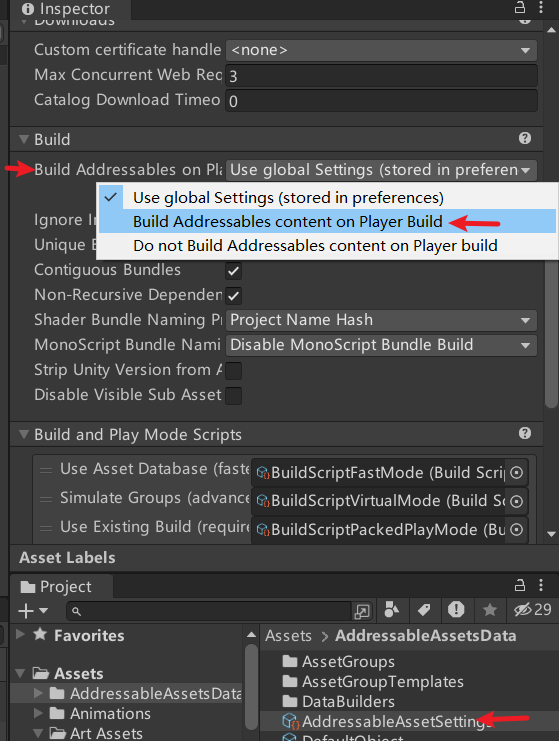 Inspector
Downloads
Custom certificate handle <none>
Max Concurrent Web Rec 3
Catalog Download Timeo 0
Build
Build Addressables on Pla Use global Settings (stored in preferen
Use global Settings (stored in preferences)
Build Addressables content on Player Build
Do not Build Addressables content on Player build
Ignore In
Unique B
Contiguous Bundles
Non-Recursive Dependen
Shader Bundle Naming Pr Project Name Hash
MonoScript Bundle Nami Disable MonoScript Bundle Build
Strip Unity Version from A
Disable Visible Sub Asset
Build and Play Mode Scripts
Use Asset Database (faste BuildScriptFastMode (Build Scrip
Simulate Groups (advance BuildScriptVirtualMode (Build Sc
Use Existing Build (require BuildScriptPackedPlayMode (Bu
Asset Labels
Project
29
Favorites
Assets > AddressableAssetsData
AssetGroups
Assets
AssetGroupTemplates
AddressableAssetsData
DataBuilders
Animations
AddressableAssetSettings
Art Assets
DefaultObject